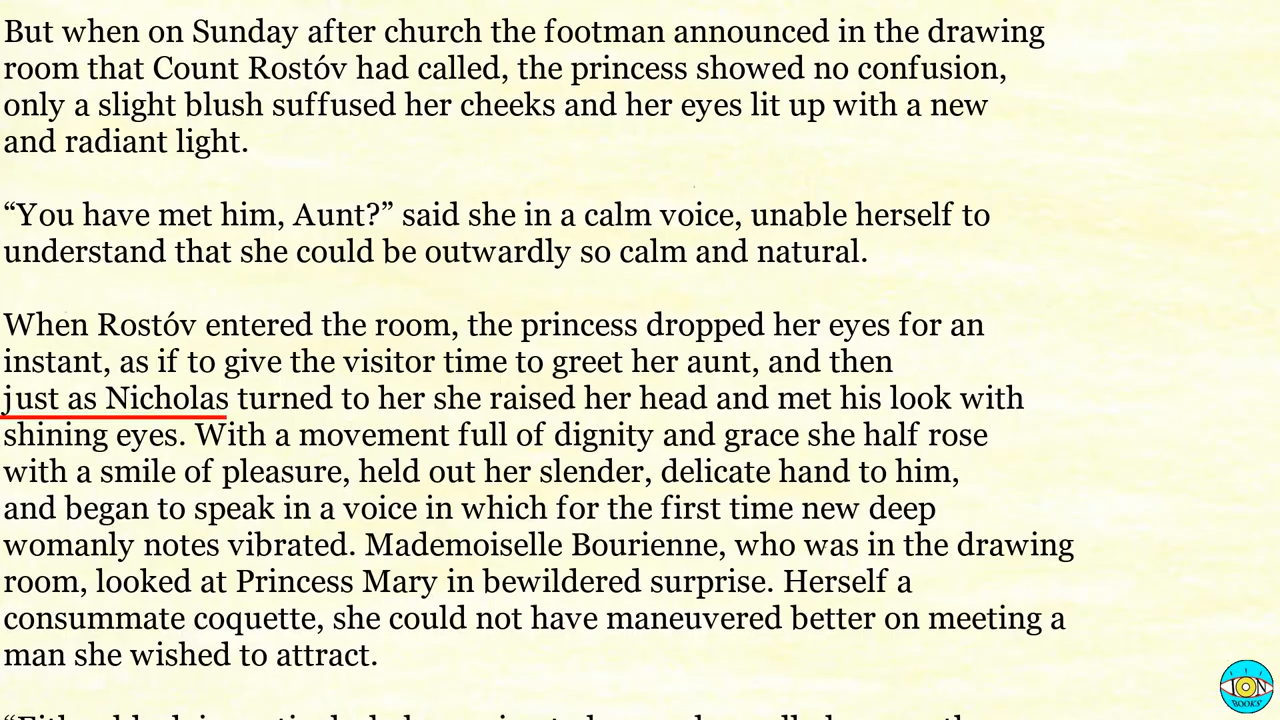 But when on Sunday after church the footman announced in the drawing
room that Count Rostóv had called, the princess showed no confusion,
only a slight blush suffused her cheeks and her eyes lit up with a new
and radiant light.
“You have met him, Aunt?” said she in a calm voice, unable herself to
understand that she could be outwardly so calm and natural.
When Rostóv entered the room, the princess dropped her eyes for an
instant, as if to give the visitor time to greet her aunt, and then
just as Nicholas turned to her she raised her head and met his look with
shining eyes. With a movement full of dignity and grace she half rose
with a smile of pleasure, held out her slender, delicate hand to him,
and began to speak in a voice in which for the first time new deep
womanly notes vibrated. Mademoiselle Bourienne, who was in the drawing
room, looked at Princess Mary in bewildered surprise. Herself a
consummate coquette, she could not have maneuvered better on meeting a
man she wished to attract.
ION
BOOKS